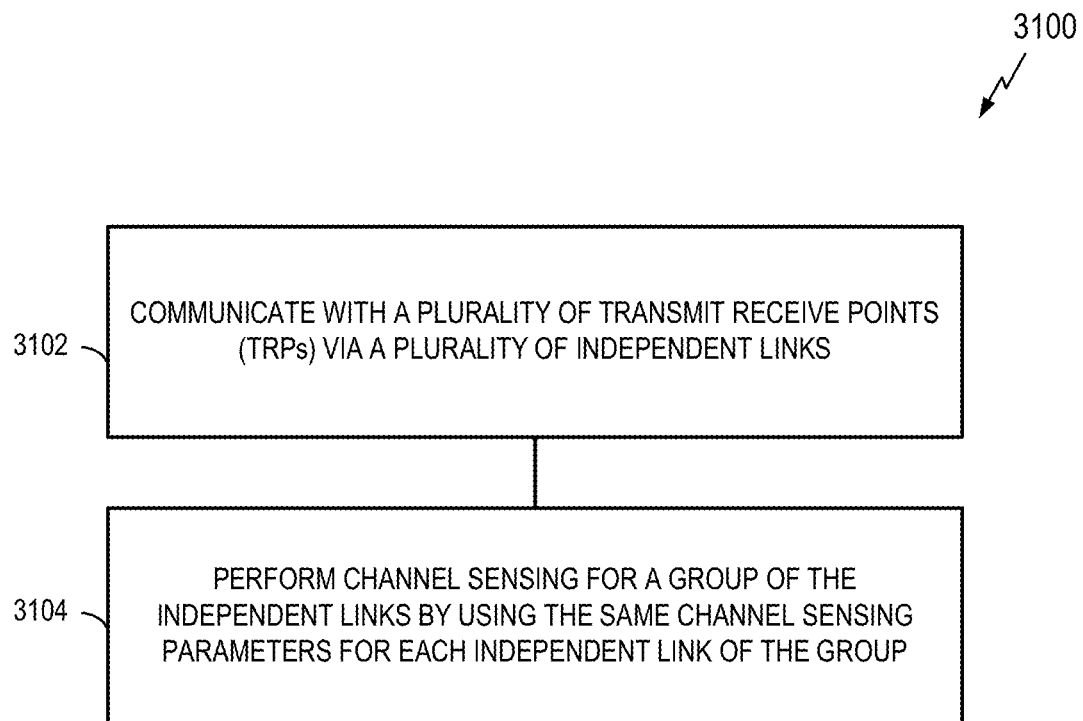 3100
COMMUNICATE WITH A PLURALITY OF TRANSMIT RECEIVE POINTS
(TRPs) VIA A PLURALITY OF INDEPENDENT LINKS
3102
PERFORM CHANNEL SENSING FOR A GROUP OF THE
INDEPENDENT LINKS BY USING THE SAME CHANNEL SENSING
PARAMETERS FOR EACH INDEPENDENT LINK OF THE GROUP
3104